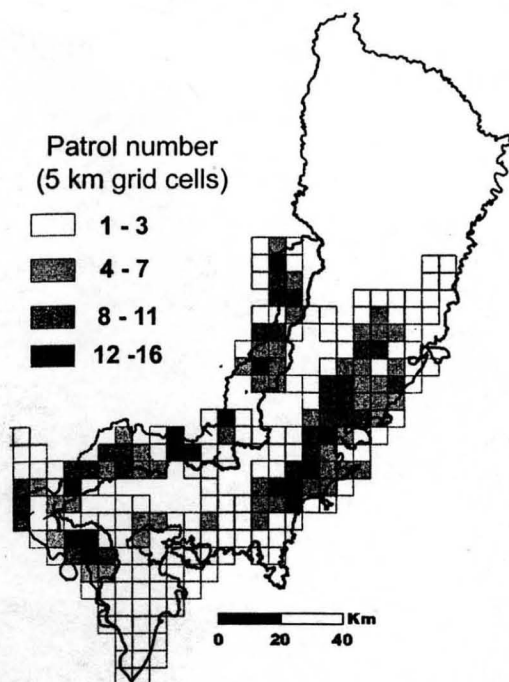 Patrol number
(5 km grid cells)
1 - 3
4 - 7
8 - 11
12 -16
Km
0 20 40